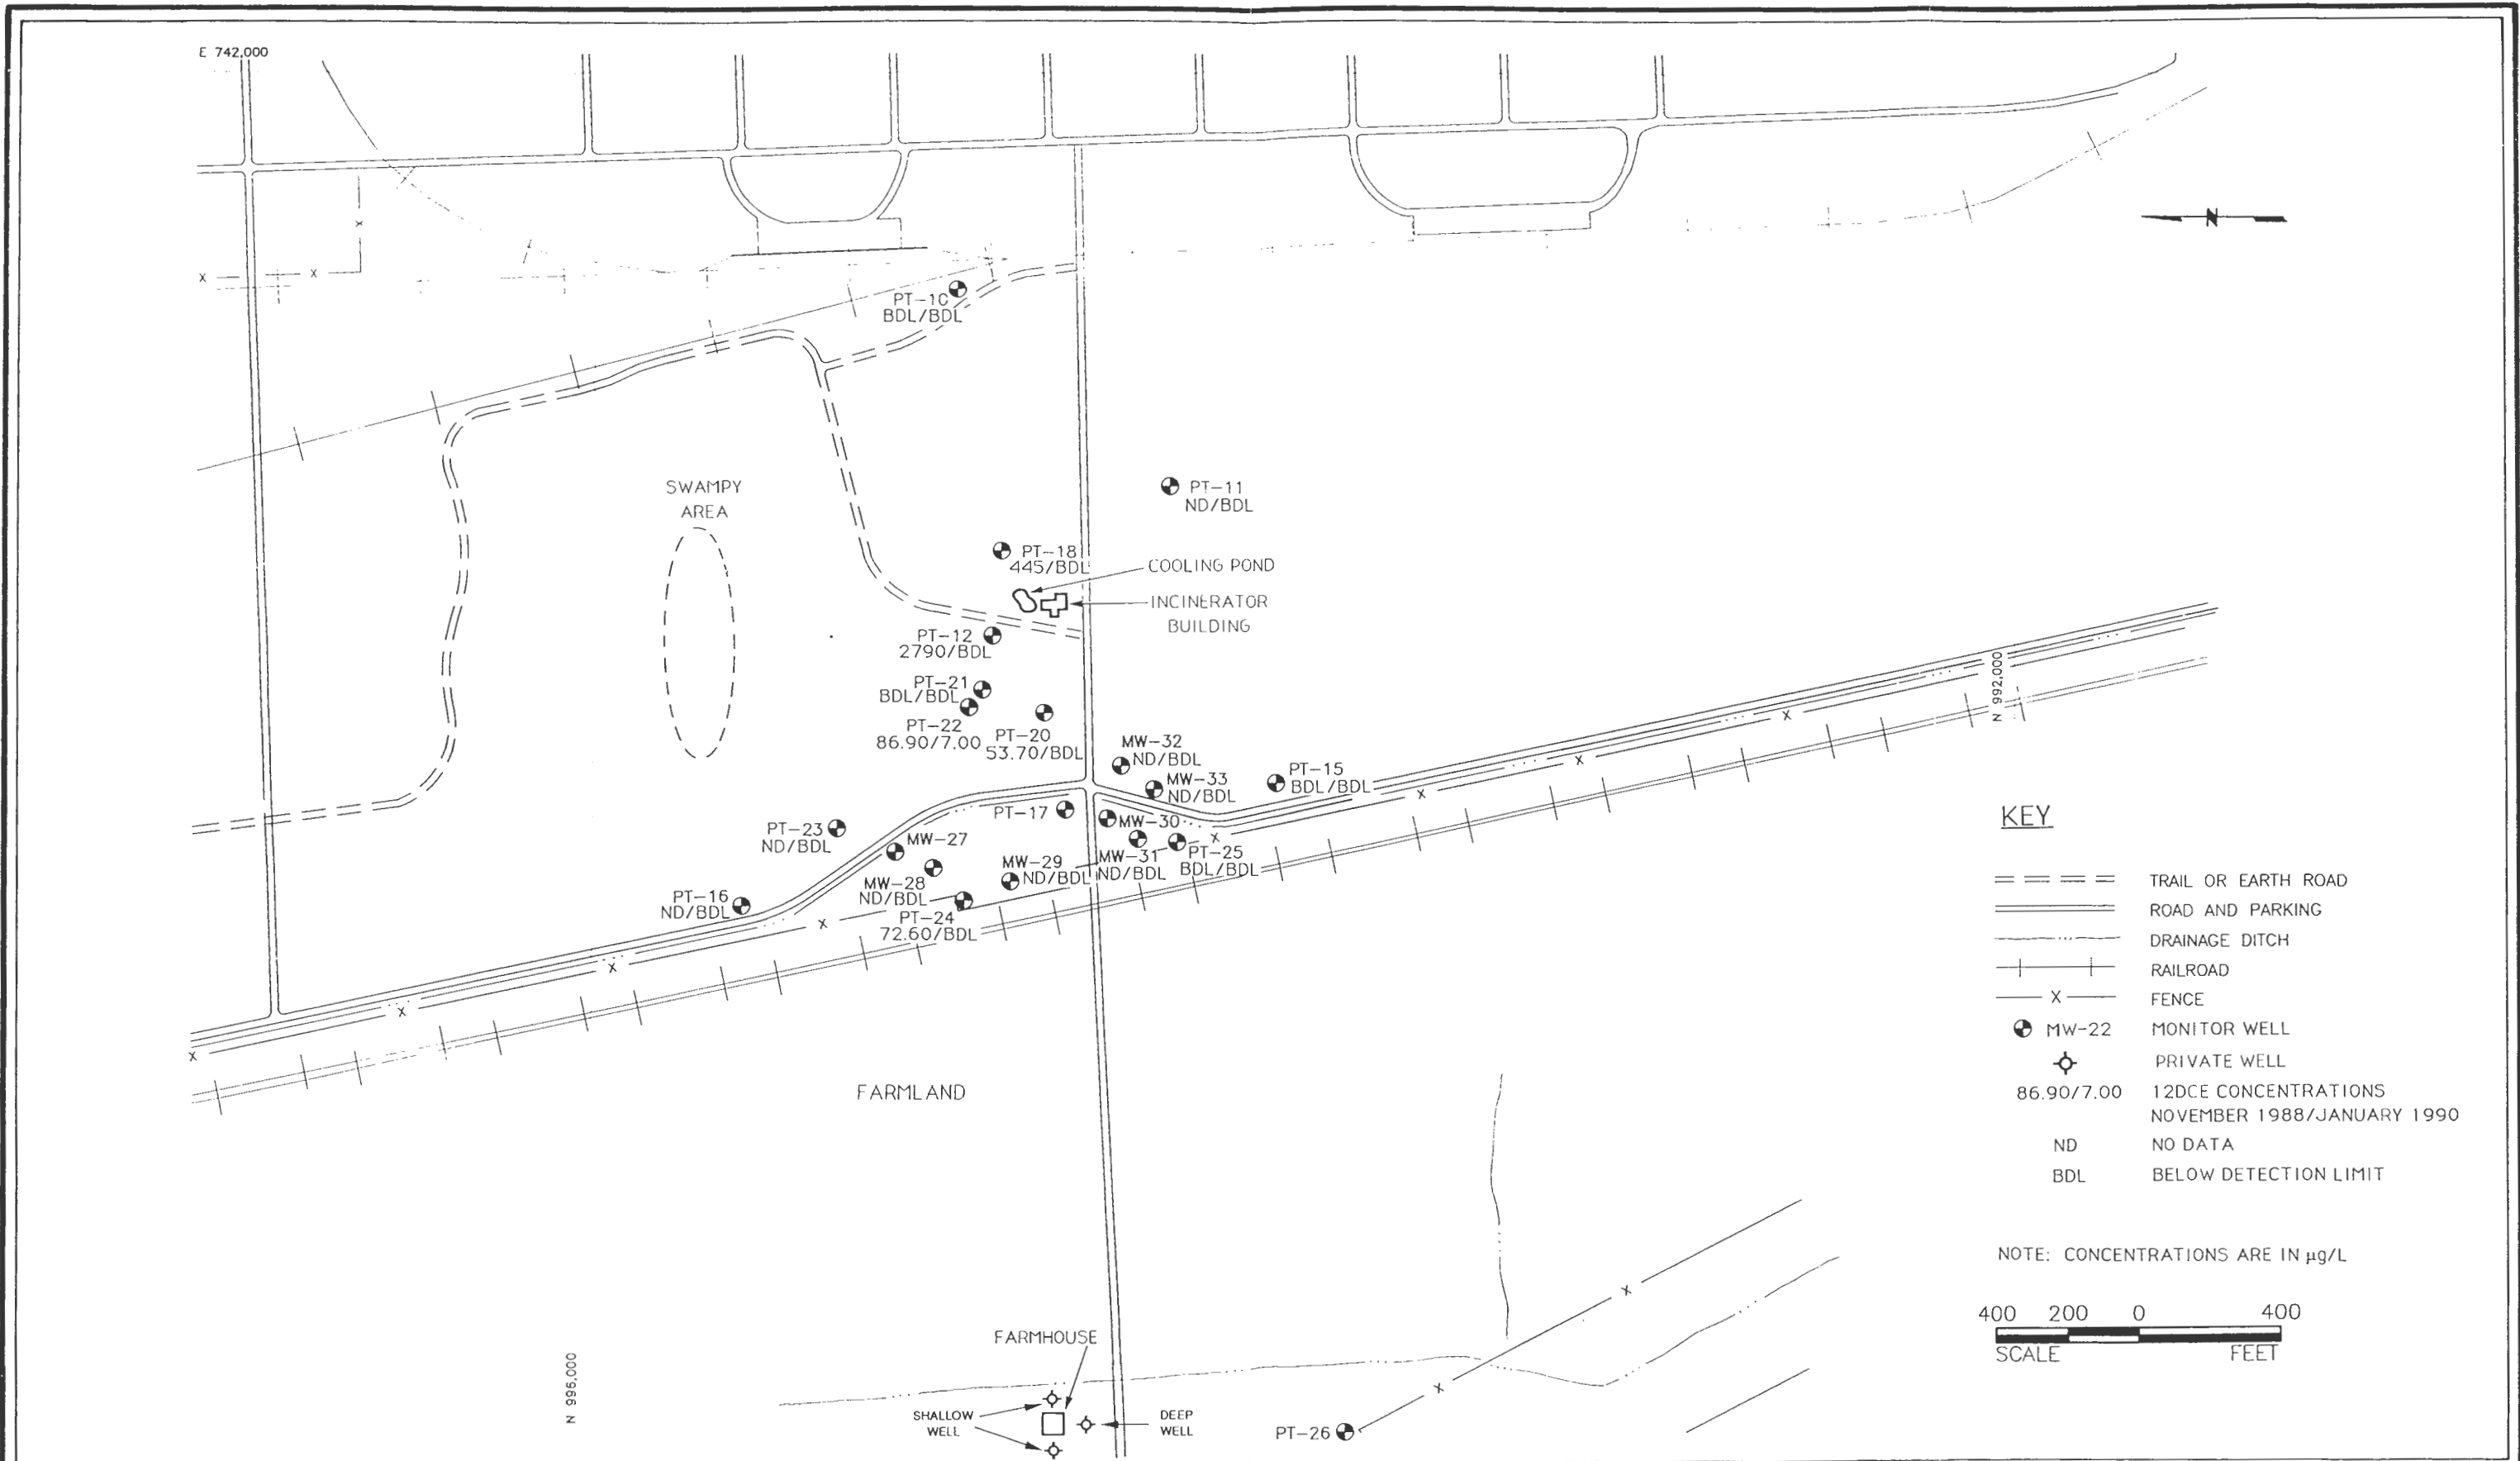 E 742,000
N
PT-10
BDL/BDL
SWAMPY
AREA
PT-11
ND/BDL
PT-18
445/BDL
COOLING POND
INCINERATOR
BUILDING
PT-12
2790/BDL
PT-21
BDL/BDL
PT-22
86.90/7.00
PT-20
53.70/BDL
MW-32
ND/BDL
MW-33
ND/BDL
PT-15
BDL/BDL
N 992,000
PT-17
MW-30
PT-23
ND/BDL
MW-27
MW-29
ND/BDL
MW-31
ND/BDL
PT-25
BDL/BDL
MW-28
ND/BDL
PT-16
ND/BDL
PT-24
72.60/BDL
X
X
X
X
X
X
X
X
X
X
X
X
X
FARMLAND
FARMHOUSE
N 996,000
SHALLOW
WELL
DEEP
WELL
PT-26
KEY
TRAIL OR EARTH ROAD
ROAD AND PARKING
DRAINAGE DITCH
RAILROAD
X FENCE
MW-22 MONITOR WELL
PRIVATE WELL
86.90/7.00 12DCE CONCENTRATIONS
NOVEMBER 1988/JANUARY 1990
ND NO DATA
BDL BELOW DETECTION LIMIT
NOTE: CONCENTRATIONS ARE IN µg/L
400 200 0 400
SCALE FEET